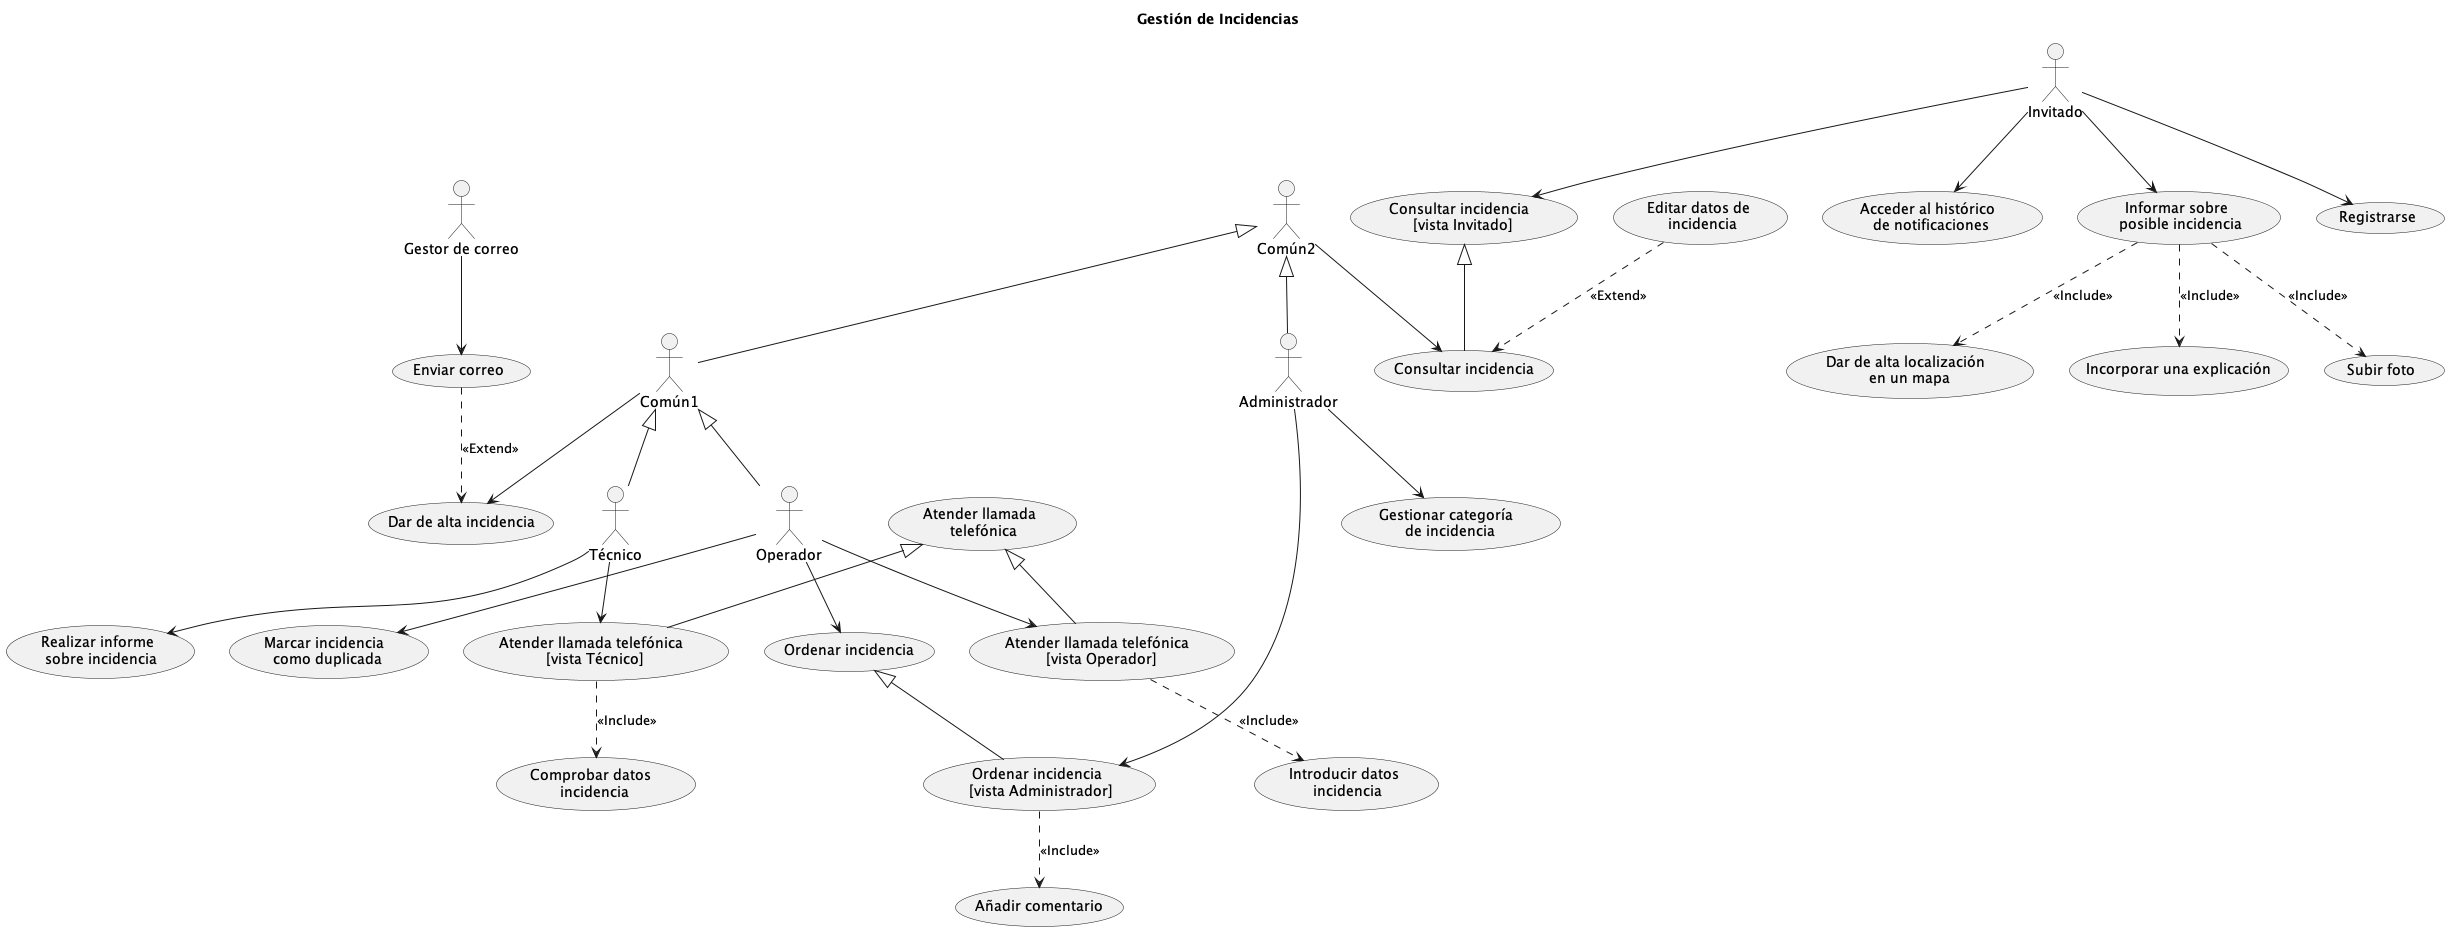 Gestión de Incidencias
Invitado
Gestor de correo
Común2
Consultar incidencia
[vista Invitado]
Editar datos de
incidencia
Acceder al histórico
de notificaciones
Informar sobre
posible incidencia
Registrarse
«Extend»
«Include»
«Include»
«Include»
Enviar correo
Común1
Administrador
Consultar incidencia
Dar de alta localización
en un mapa
Incorporar una explicación
Subir foto
«Extend»
Dar de alta incidencia
Técnico
Operador
Atender llamada
telefónica
Gestionar categoría
de incidencia
Realizar informe
sobre incidencia
Marcar incidencia
como duplicada
Atender llamada telefónica
[vista Técnico]
Ordenar incidencia
Atender llamada telefónica
[vista Operador]
«Include»
«Include»
Comprobar datos
incidencia
Ordenar incidencia
[vista Administrador]
Introducir datos
incidencia
«Include»
Añadir comentario